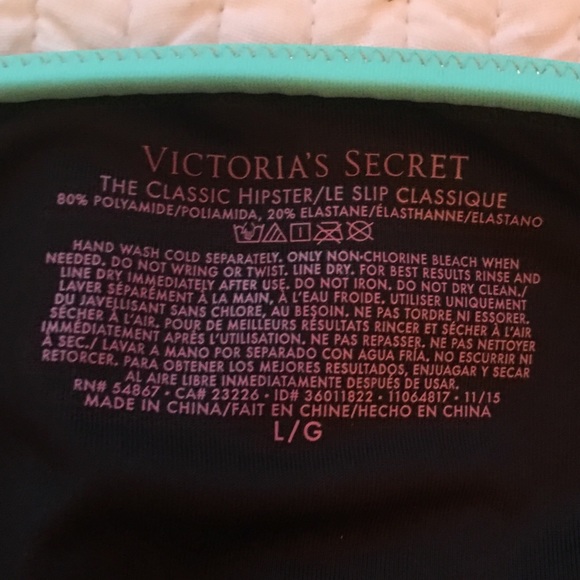 VICTORIA'S SECRET
THE CLASSIC HIPSTER/LE SLIP CLASSIQUE
80% POLYAMIDE/POLIAMIDA, 20% ELASTANE/ÉLASTHANNE/ELASTANO
HAND WASH COLD SEPARATELY. ONLY NON-CHLORINE BLEACH WHEN
NEEDED. DO NOT WRING OR TWIST. LINE DRY. FOR BEST RESULTS RINSE AND
LINE DRY IMMEDIATELY AFTER USE. DO NOT IRON. DO NOT DRY CLEAN./
LAVER SÉPARÉMENT À LA MAIN, À L'EAU FROIDE. UTILISER UNIQUEMENT
DU JAVELLISANT SANS CHLORE, AU BESOIN. NE PAS TORDRE NI ESSORER.
SÉCHER À L'AIR. POUR DE MEILLEURS RÉSULTATS RINCER ET SÉCHER À L'AIR
IMMÉDIATEMENT APRÈS L'UTILISATION. NE PAS REPASSER. NE PAS NETTOYER
À SEC./ LAVAR A MANO POR SEPARADO CON AGUA FRÍA. NO ESCURRIR NI
RETORCER. PARA OBTENER LOS MEJORES RESULTADOS, ENJUAGAR Y SECAR
AL AIRE LIBRE INMEDIATAMENTE DESPUÉS DE USAR.
RN# 54867 • CA# 23226 • ID# 36011822 • 11064817 • 11/15
MADE IN CHINA/FAIT EN CHINE/HECHO EN CHINA
L/G